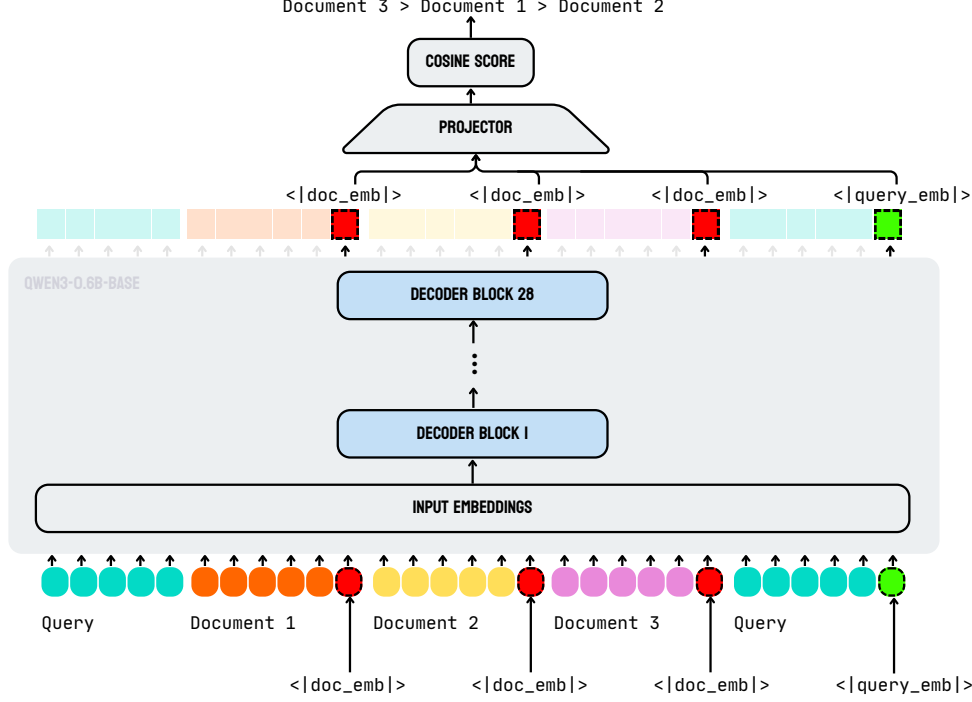 Document 3 > Document 1 > Document 2
COSINE SCORE
PROJECTOR
<|doc_emb|> <|doc_emb|> <|doc_emb|> <|query_emb|>
QWEN3-0.6B-BASE
DECODER BLOCK 28
DECODER BLOCK 1
INPUT EMBEDDINGS
Query Document 1 Document 2 Document 3 Query
<|doc_emb|> <|doc_emb|> <|doc_emb|> <|query_emb|>